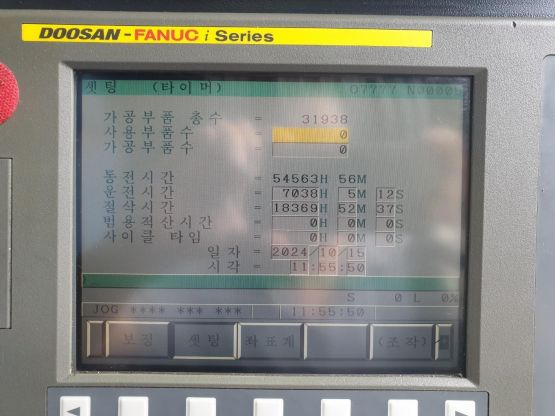 DOOSAN - FANUC i Series
셋팅 (타이머) O7777 N00005
가공부품 총수 = 31938
사용부품수 = 0
가공부품수 = 0
통전시간 = 54563H 56M
운전시간 = 7038H 5M 12S
절삭시간 = 18369H 52M 37S
범용적산시간 = 0H 0M 0S
사이클 타임 = 0H 0M 0S
일자 = 2024/10/15
시각 = 11:55:50
S 0 L 0%
JOG **** *** *** 11:55:50
보정 셋팅 좌표계 (조작)